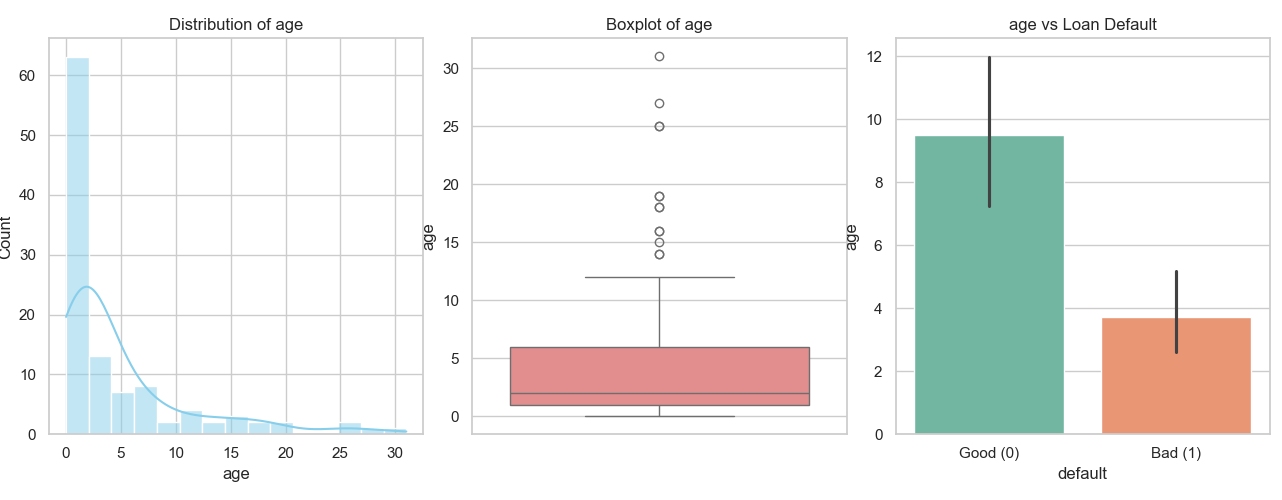 Distribution of age
Count
60
50
40
30
20
10
0
0 5 10 15 20 25 30
age
Boxplot of age
age
30
25
20
15
10
5
0
age vs Loan Default
age
12
10
8
6
4
2
0
Good (0) Bad (1)
default